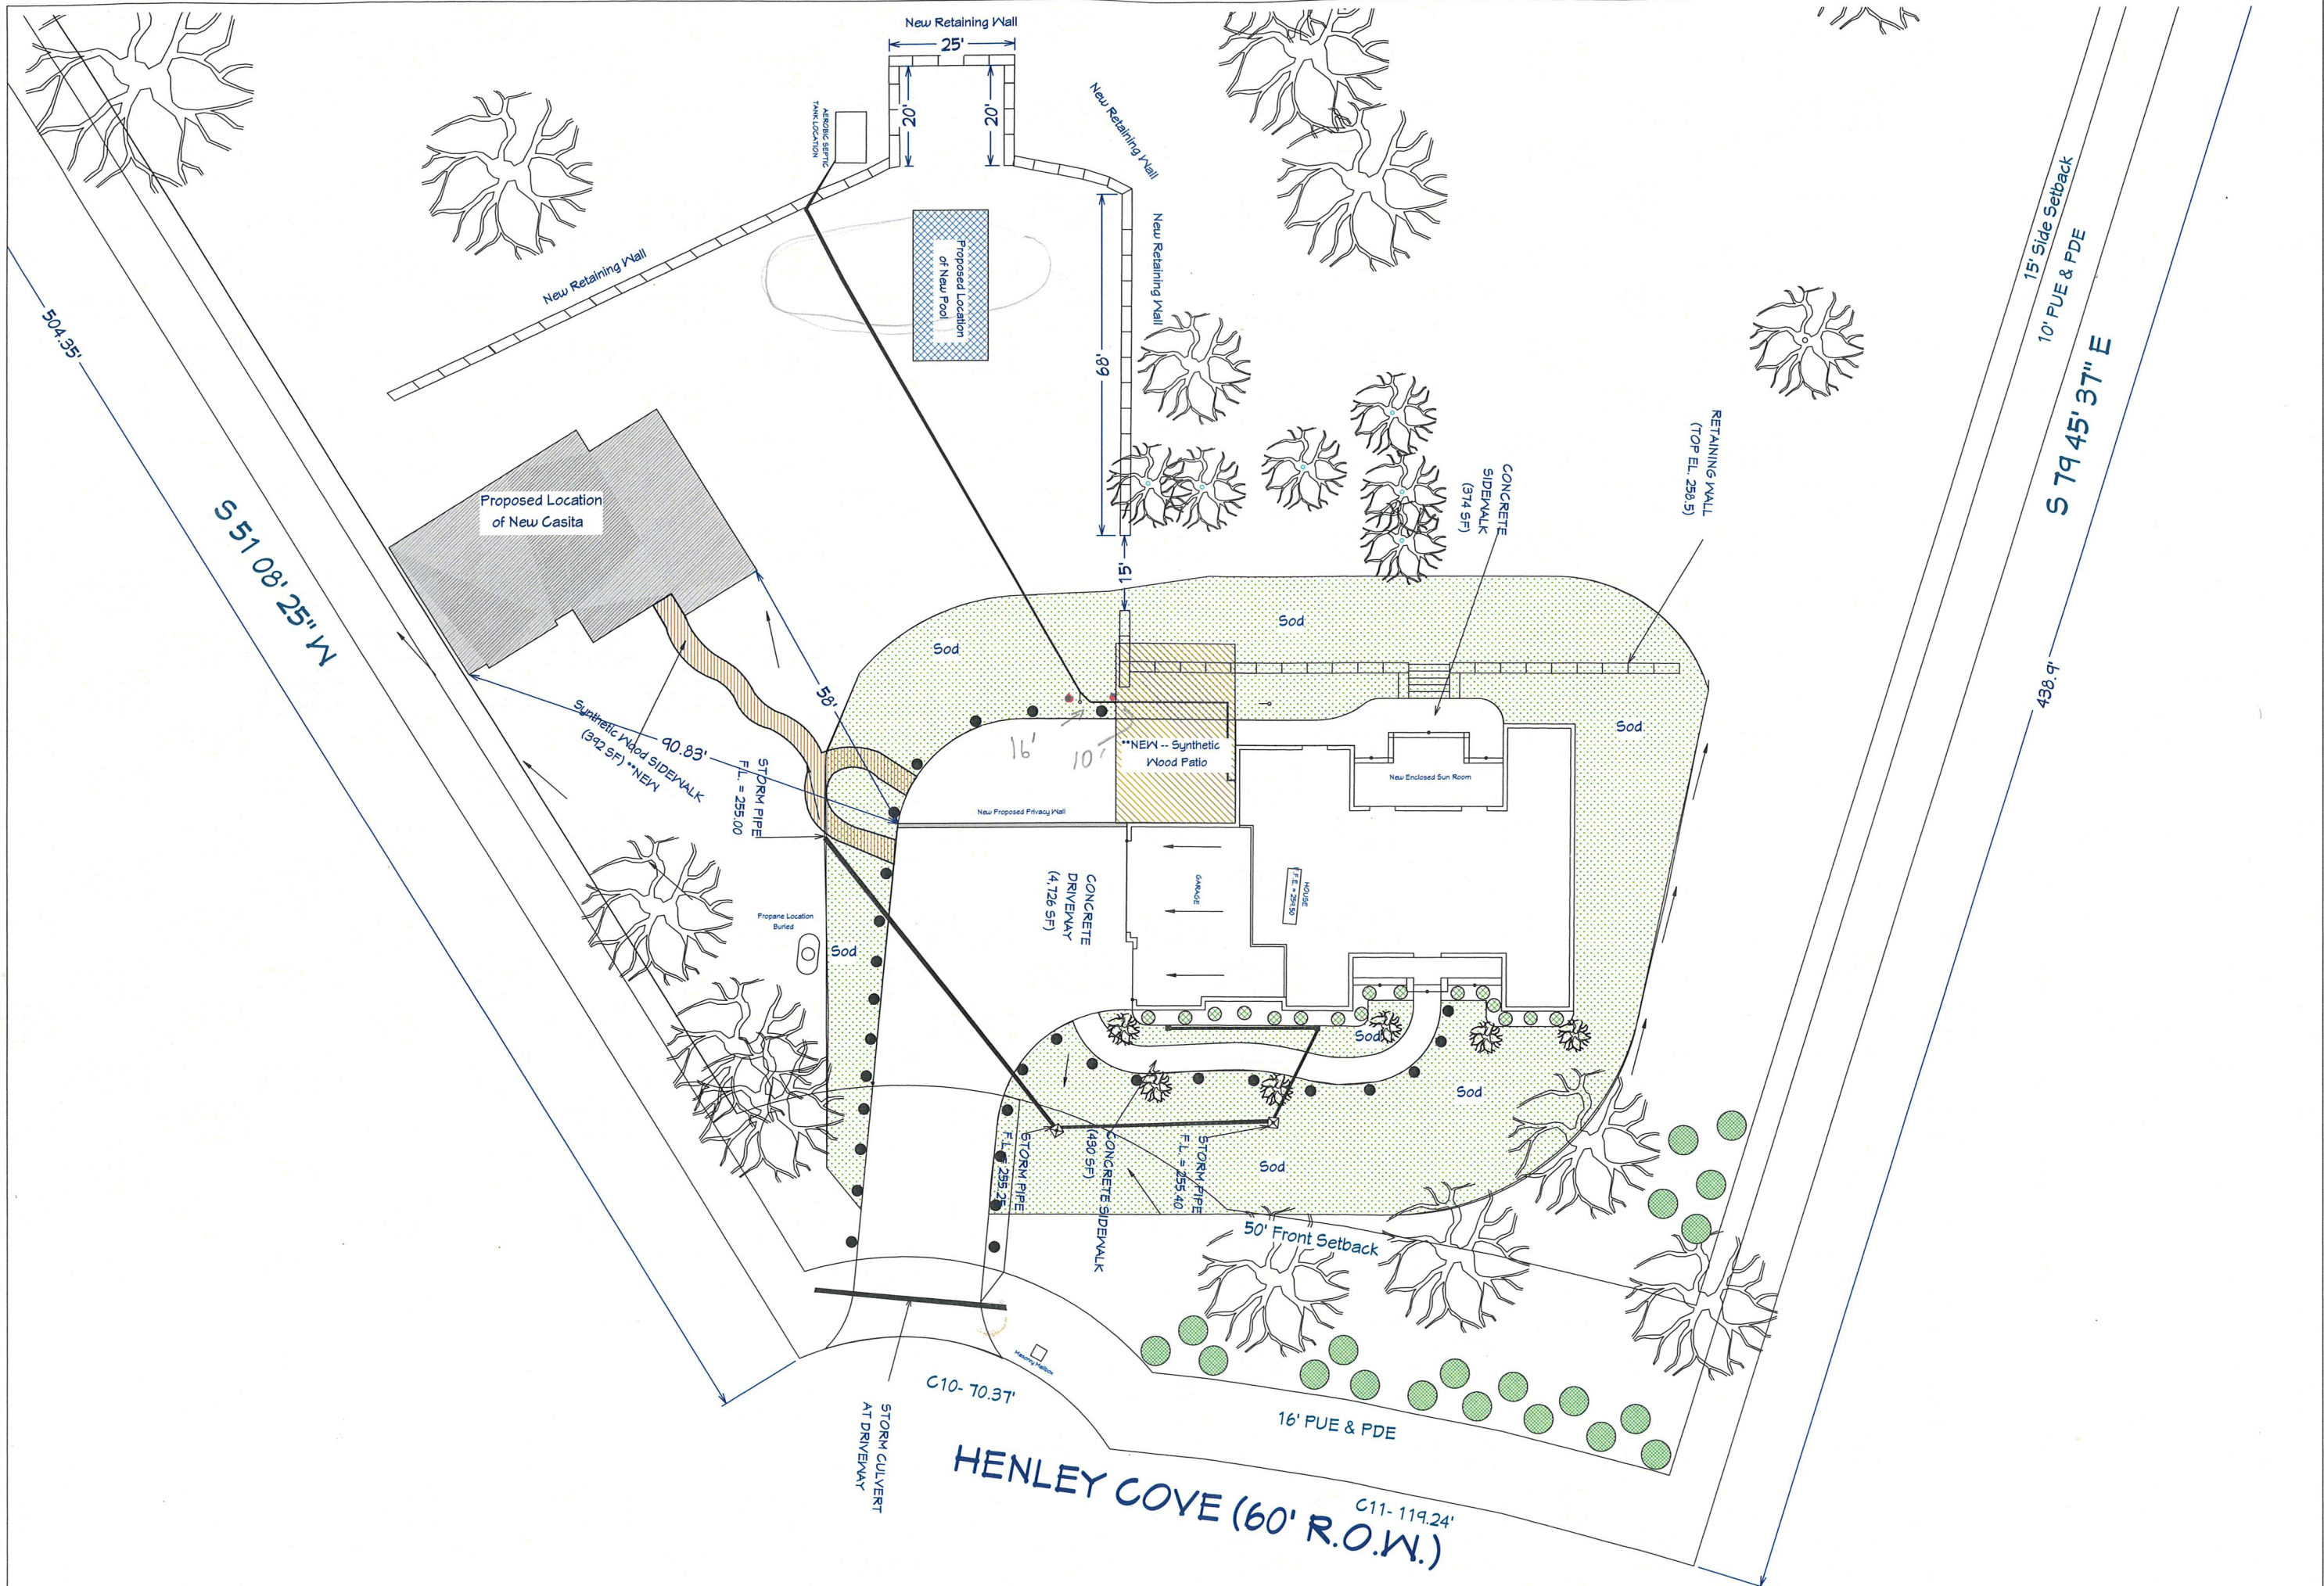 New Retaining Wall
25'
20'
20'
AEROBIC SEPTIC
TANK LOCATION
New Retaining Wall
New Retaining Wall
New Retaining Wall
68'
15'
Proposed Location
of New Pool
15' Side Setback
10' PUE & PDE
S 79 45' 37" E
438.9'
504.35'
S 51 08' 25" W
Proposed Location
of New Casita
RETAINING WALL
(TOP EL. 258.5)
CONCRETE
SIDEWALK
(374 SF)
Sod
Sod
Sod
58'
90.83'
Synthetic Wood SIDEWALK
(392 SF) **NEW
STORM PIPE
F.L. = 255.00
16'
10'
**NEW -- Synthetic
Wood Patio
New Enclosed Sun Room
New Proposed Privacy Wall
CONCRETE
DRIVEWAY
(4,726 SF)
GARAGE
HOUSE
F.F.E. = 259.50
Propane Location
Buried
Sod
Sod
Sod
Sod
STORM PIPE
F.L. = 255.25
CONCRETE SIDEWALK
(430 SF)
STORM PIPE
F.L. = 255.40
50' Front Setback
Masonry Mailbox
C10- 70.37'
STORM CULVERT
AT DRIVEWAY
16' PUE & PDE
HENLEY COVE (60' R.O.W.)
C11- 119.24'